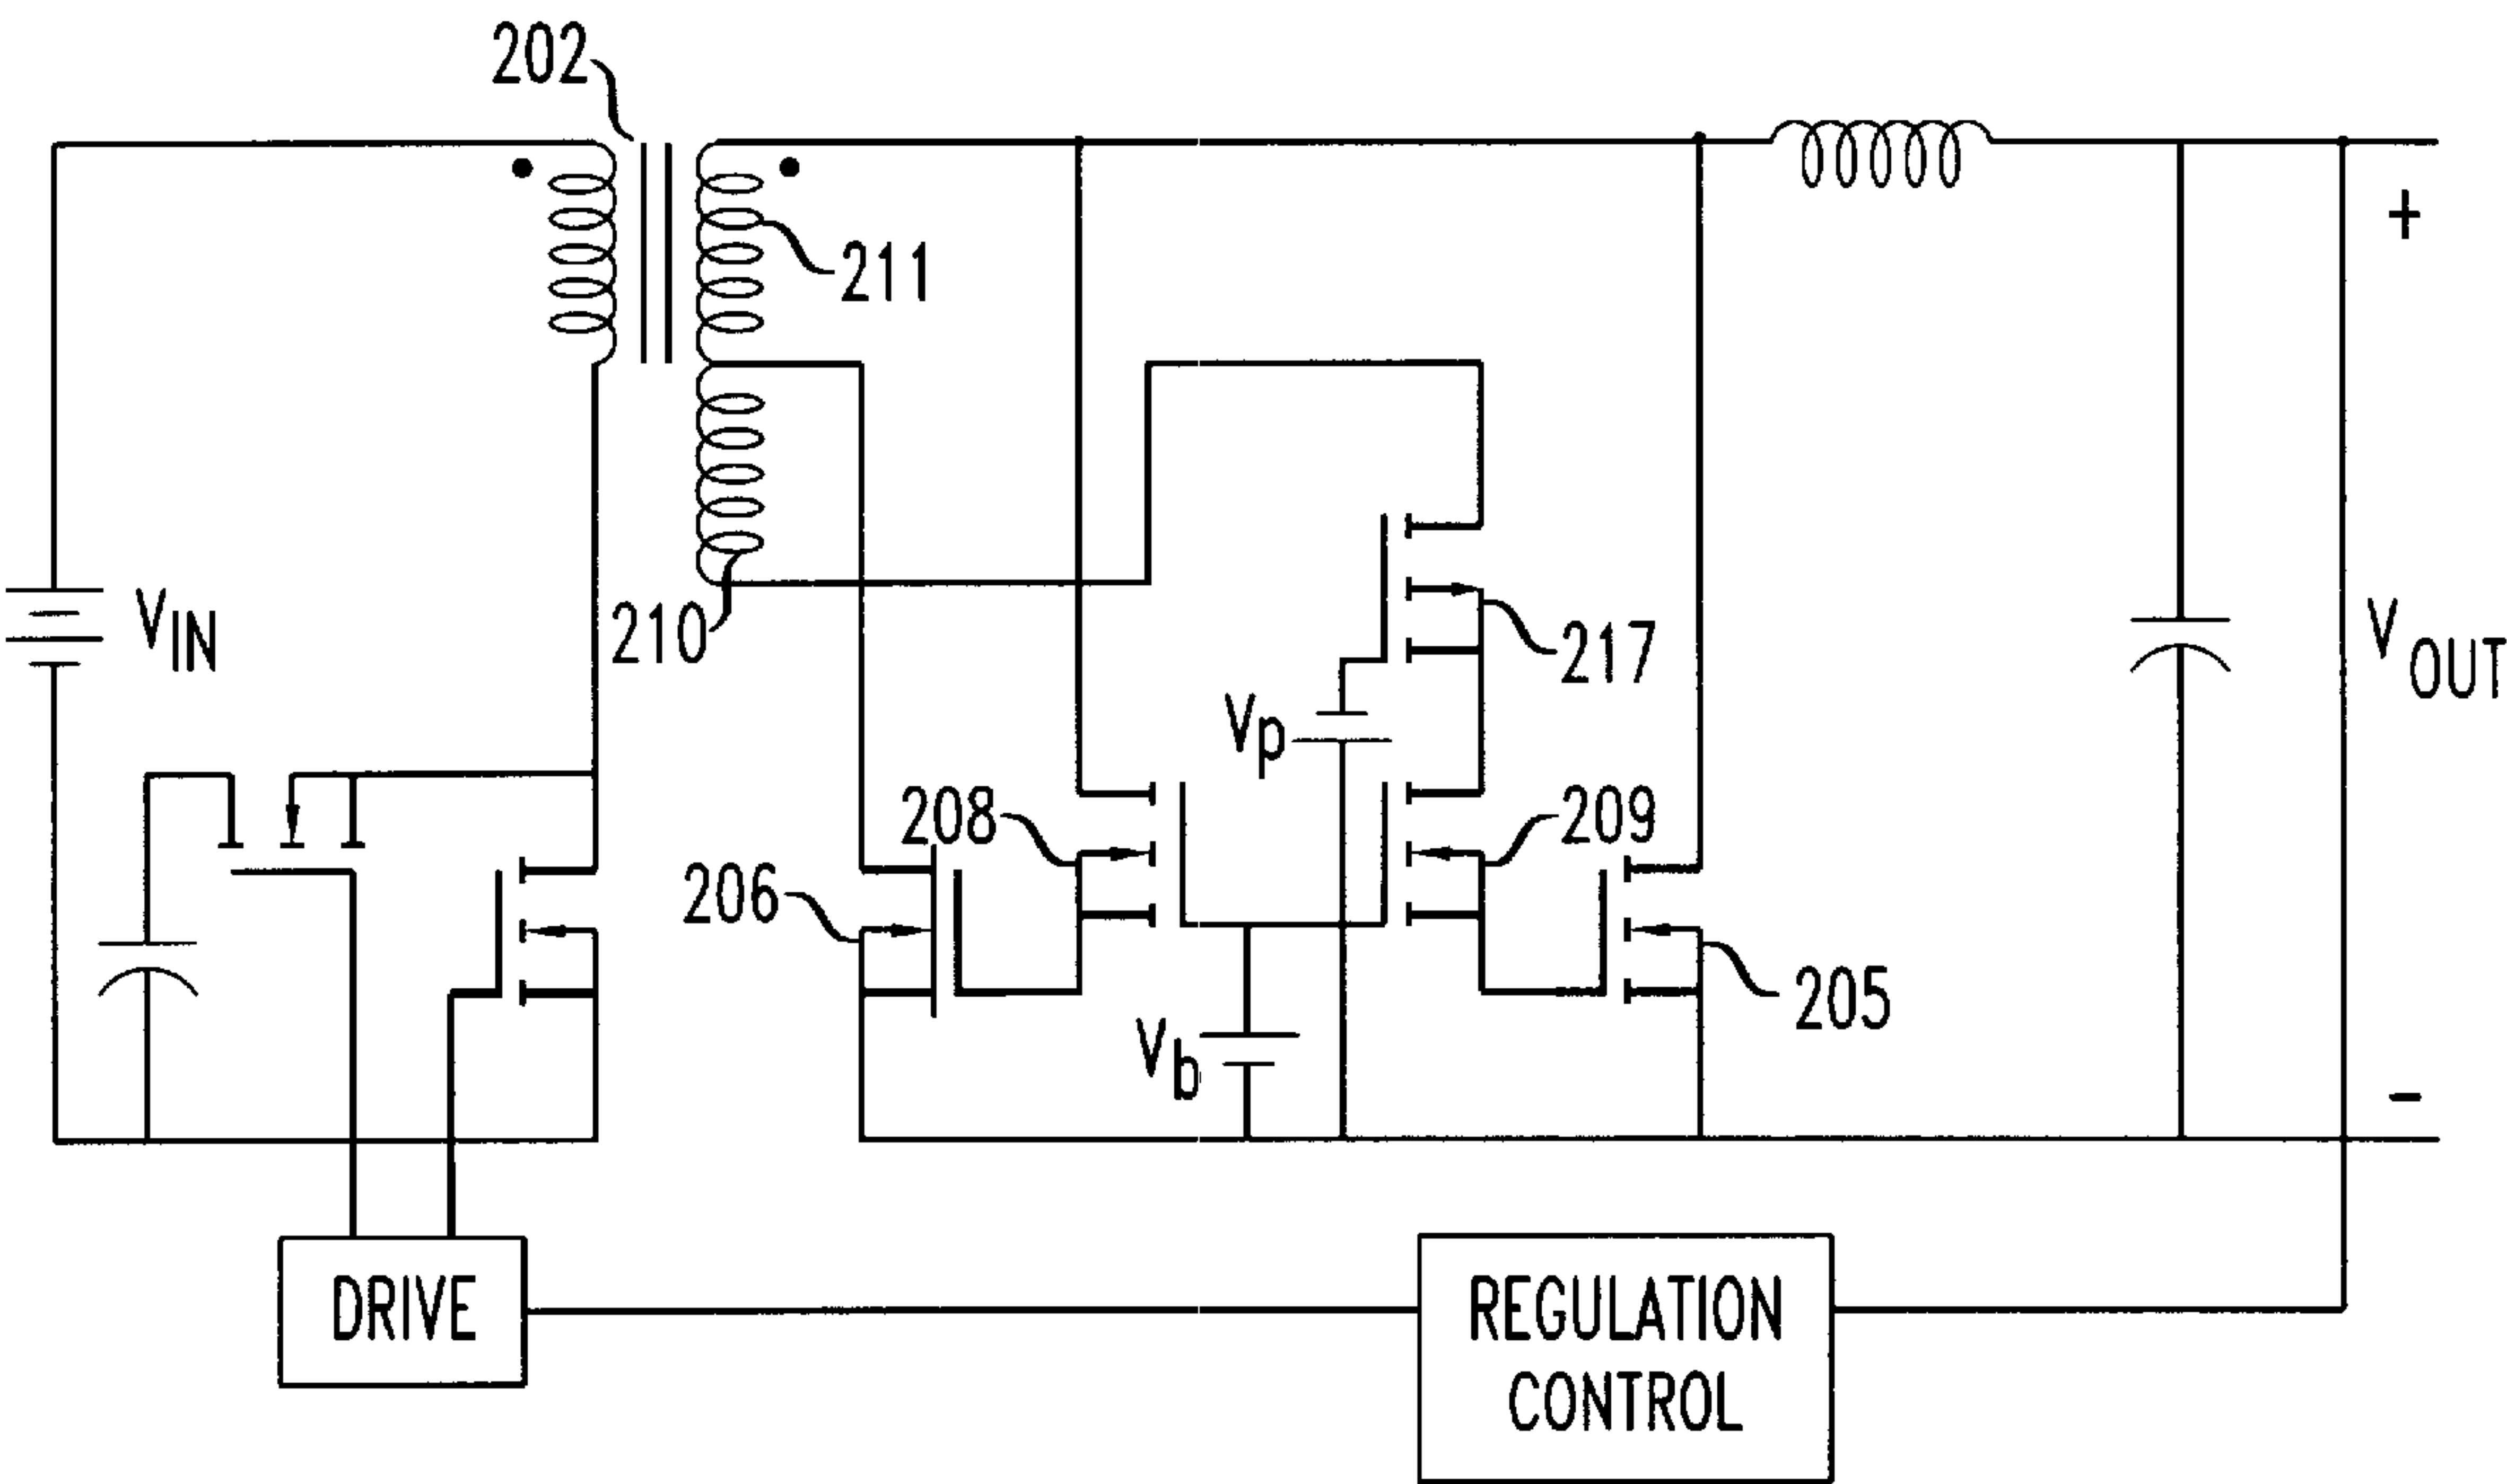 202
211
+
VIN
210
217
VOUT
Vp
208
209
206
205
Vb
-
DRIVE
REGULATION
CONTROL